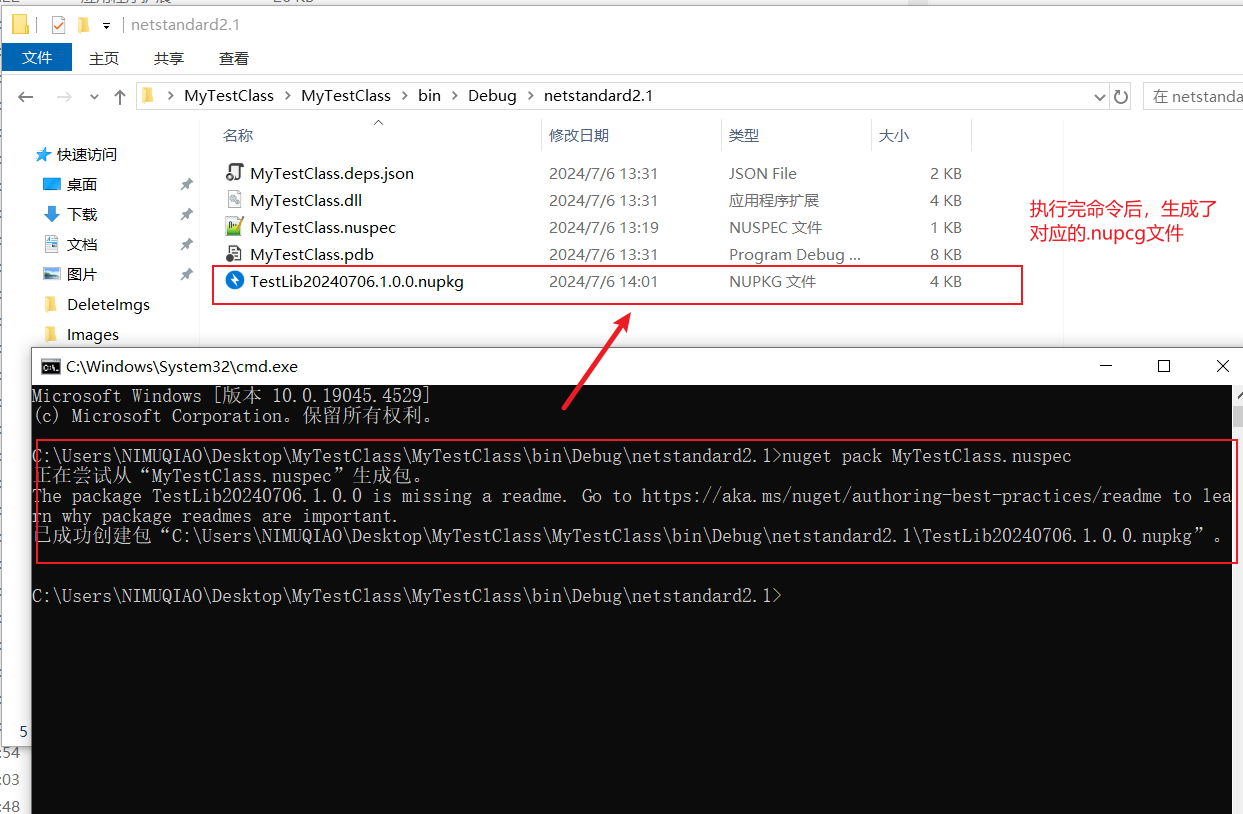 netstandard2.1
文件 主页 共享 查看
MyTestClass MyTestClass bin Debug netstandard2.1
在 netstanda
名称 修改日期 类型 大小
快速访问
桌面
下载
文档
图片
DeleteImgs
Images
MyTestClass.deps.json 2024/7/6 13:31 JSON File 2 KB
MyTestClass.dll 2024/7/6 13:31 应用程序扩展 4 KB
MyTestClass.nuspec 2024/7/6 13:19 NUSPEC 文件 1 KB
MyTestClass.pdb 2024/7/6 13:31 Program Debug ... 8 KB
TestLib20240706.1.0.0.nupkg 2024/7/6 14:01 NUPKG 文件 4 KB
执行完命令后，生成了
对应的.nupcg文件
C:\Windows\System32\cmd.exe
Microsoft Windows [版本 10.0.19045.4529]
(c) Microsoft Corporation。保留所有权利。
C:\Users\NIMUQIAO\Desktop\MyTestClass\MyTestClass\bin\Debug\netstandard2.1>nuget pack MyTestClass.nuspec
正在尝试从“MyTestClass.nuspec”生成包。
The package TestLib20240706.1.0.0 is missing a readme. Go to https://aka.ms/nuget/authoring-best-practices/readme to lea
rn why package readmes are important.
已成功创建包“C:\Users\NIMUQIAO\Desktop\MyTestClass\MyTestClass\bin\Debug\netstandard2.1\TestLib20240706.1.0.0.nupkg”。
C:\Users\NIMUQIAO\Desktop\MyTestClass\MyTestClass\bin\Debug\netstandard2.1>
5
:54
:03
:48